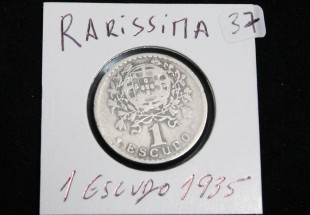 RARISSIMA 37
1
ESCUDO
1 ESCUDO 1935